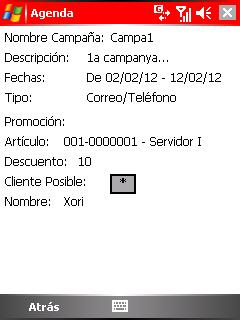 Agenda
Nombre Campaña: Campa1
Descripción: 1a campanya...
Fechas: De 02/02/12 - 12/02/12
Tipo: Correo/Teléfono
Promoción:
Artículo: 001-0000001 - Servidor I
Descuento: 10
Cliente Posible: *
Nombre: Xori
Atrás